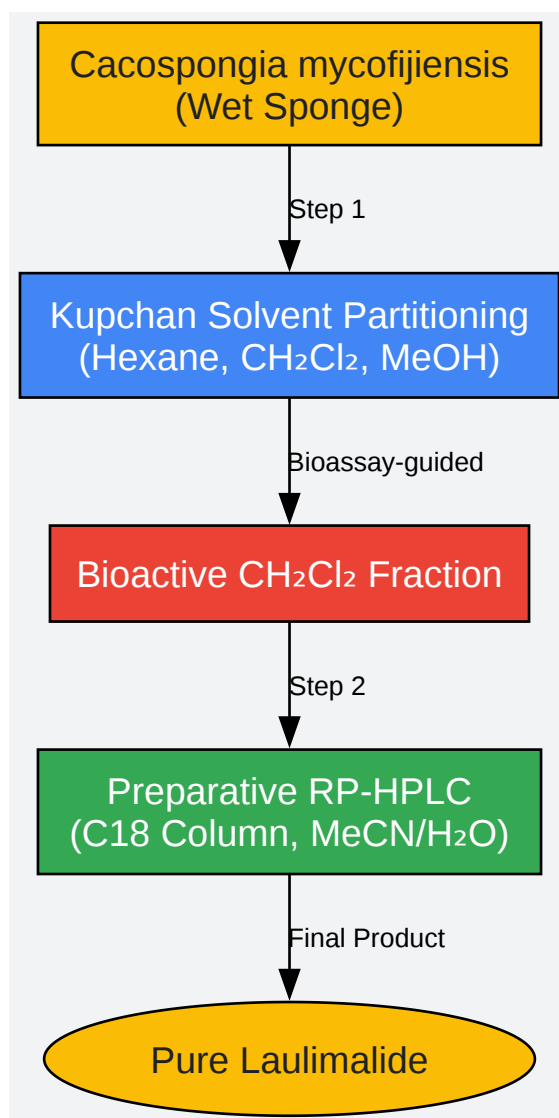 Cacospongia mycofijiensis
(Wet Sponge)
Step 1
Kupchan Solvent Partitioning
(Hexane, CH₂Cl₂, MeOH)
Bioassay-guided
Bioactive CH₂Cl₂ Fraction
Step 2
Preparative RP-HPLC
(C18 Column, MeCN/H₂O)
Final Product
Pure Laulimalide